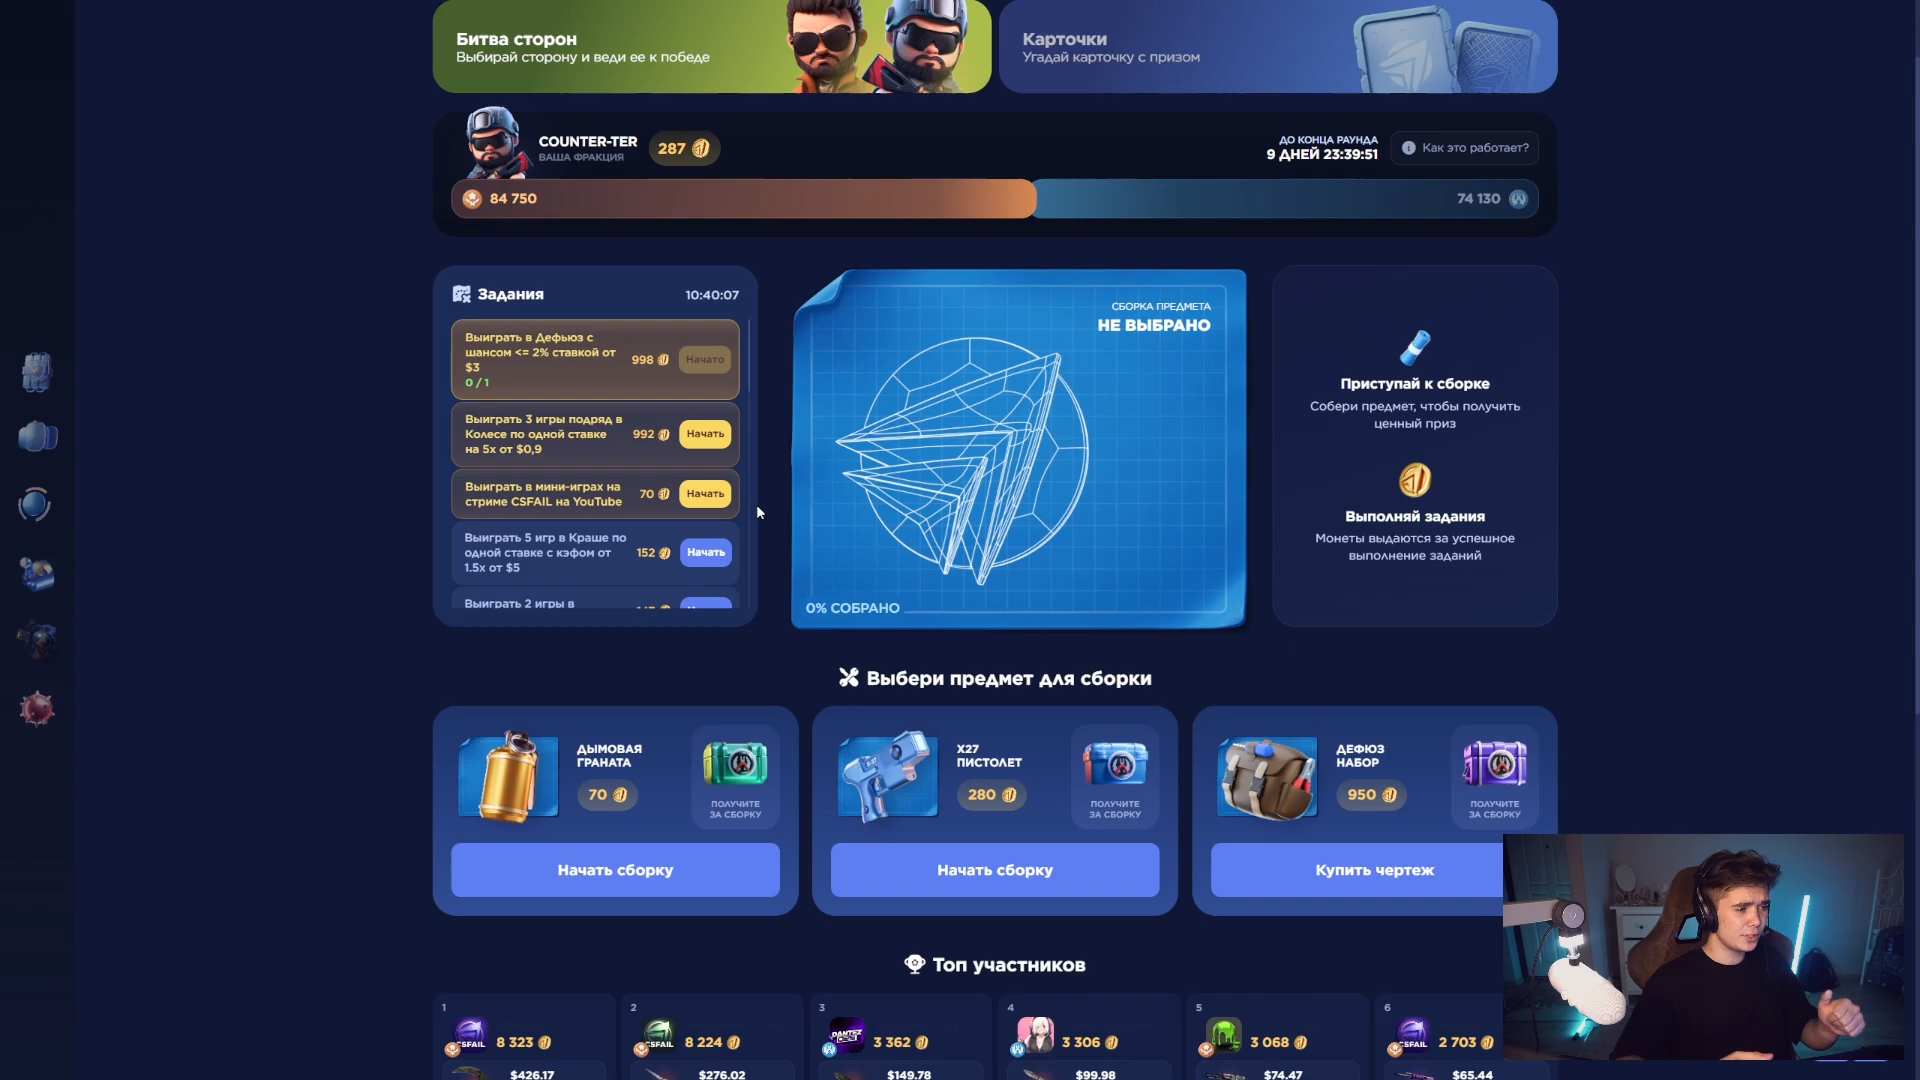 Битва сторон
Выбирай сторону и веди ее к победе
Карточки
Угадай карточку с призом
COUNTER-TER
ВАША ФРАКЦИЯ
287
ДО КОНЦА РАУНДА
9 ДНЕЙ 23:39:51
Как это работает?
84 750
74 130
Задания
10:40:07
Выиграть в Дефьюз с
шансом <= 2% ставкой от
$3
0 / 1
998
Начато
Выиграть 3 игры подряд в
Колесе по одной ставке
на 5x от $0,9
992
Начать
Выиграть в мини-играх на
стриме CSFAIL на YouTube
70
Начать
Выиграть 5 игр в Краше по
одной ставке с кэфом от
1.5x от $5
152
Начать
Выиграть 2 игры в
СБОРКА ПРЕДМЕТА
НЕ ВЫБРАНО
0% СОБРАНО
Приступай к сборке
Собери предмет, чтобы получить
ценный приз
Выполняй задания
Монеты выдаются за успешное
выполнение заданий
Выбери предмет для сборки
ДЫМОВАЯ
ГРАНАТА
70
ПОЛУЧИТЕ
ЗА СБОРКУ
Начать сборку
X27
ПИСТОЛЕТ
280
ПОЛУЧИТЕ
ЗА СБОРКУ
Начать сборку
ДЕФЮЗ
НАБОР
950
ПОЛУЧИТЕ
ЗА СБОРКУ
Купить чертеж
Топ участников
1
CSFAIL
8 323
$426.17
2
CSFAIL
8 224
$276.02
3
3 362
$149.78
4
3 306
$99.98
5
3 068
$74.47
6
CSFAIL
2 703
$65.44